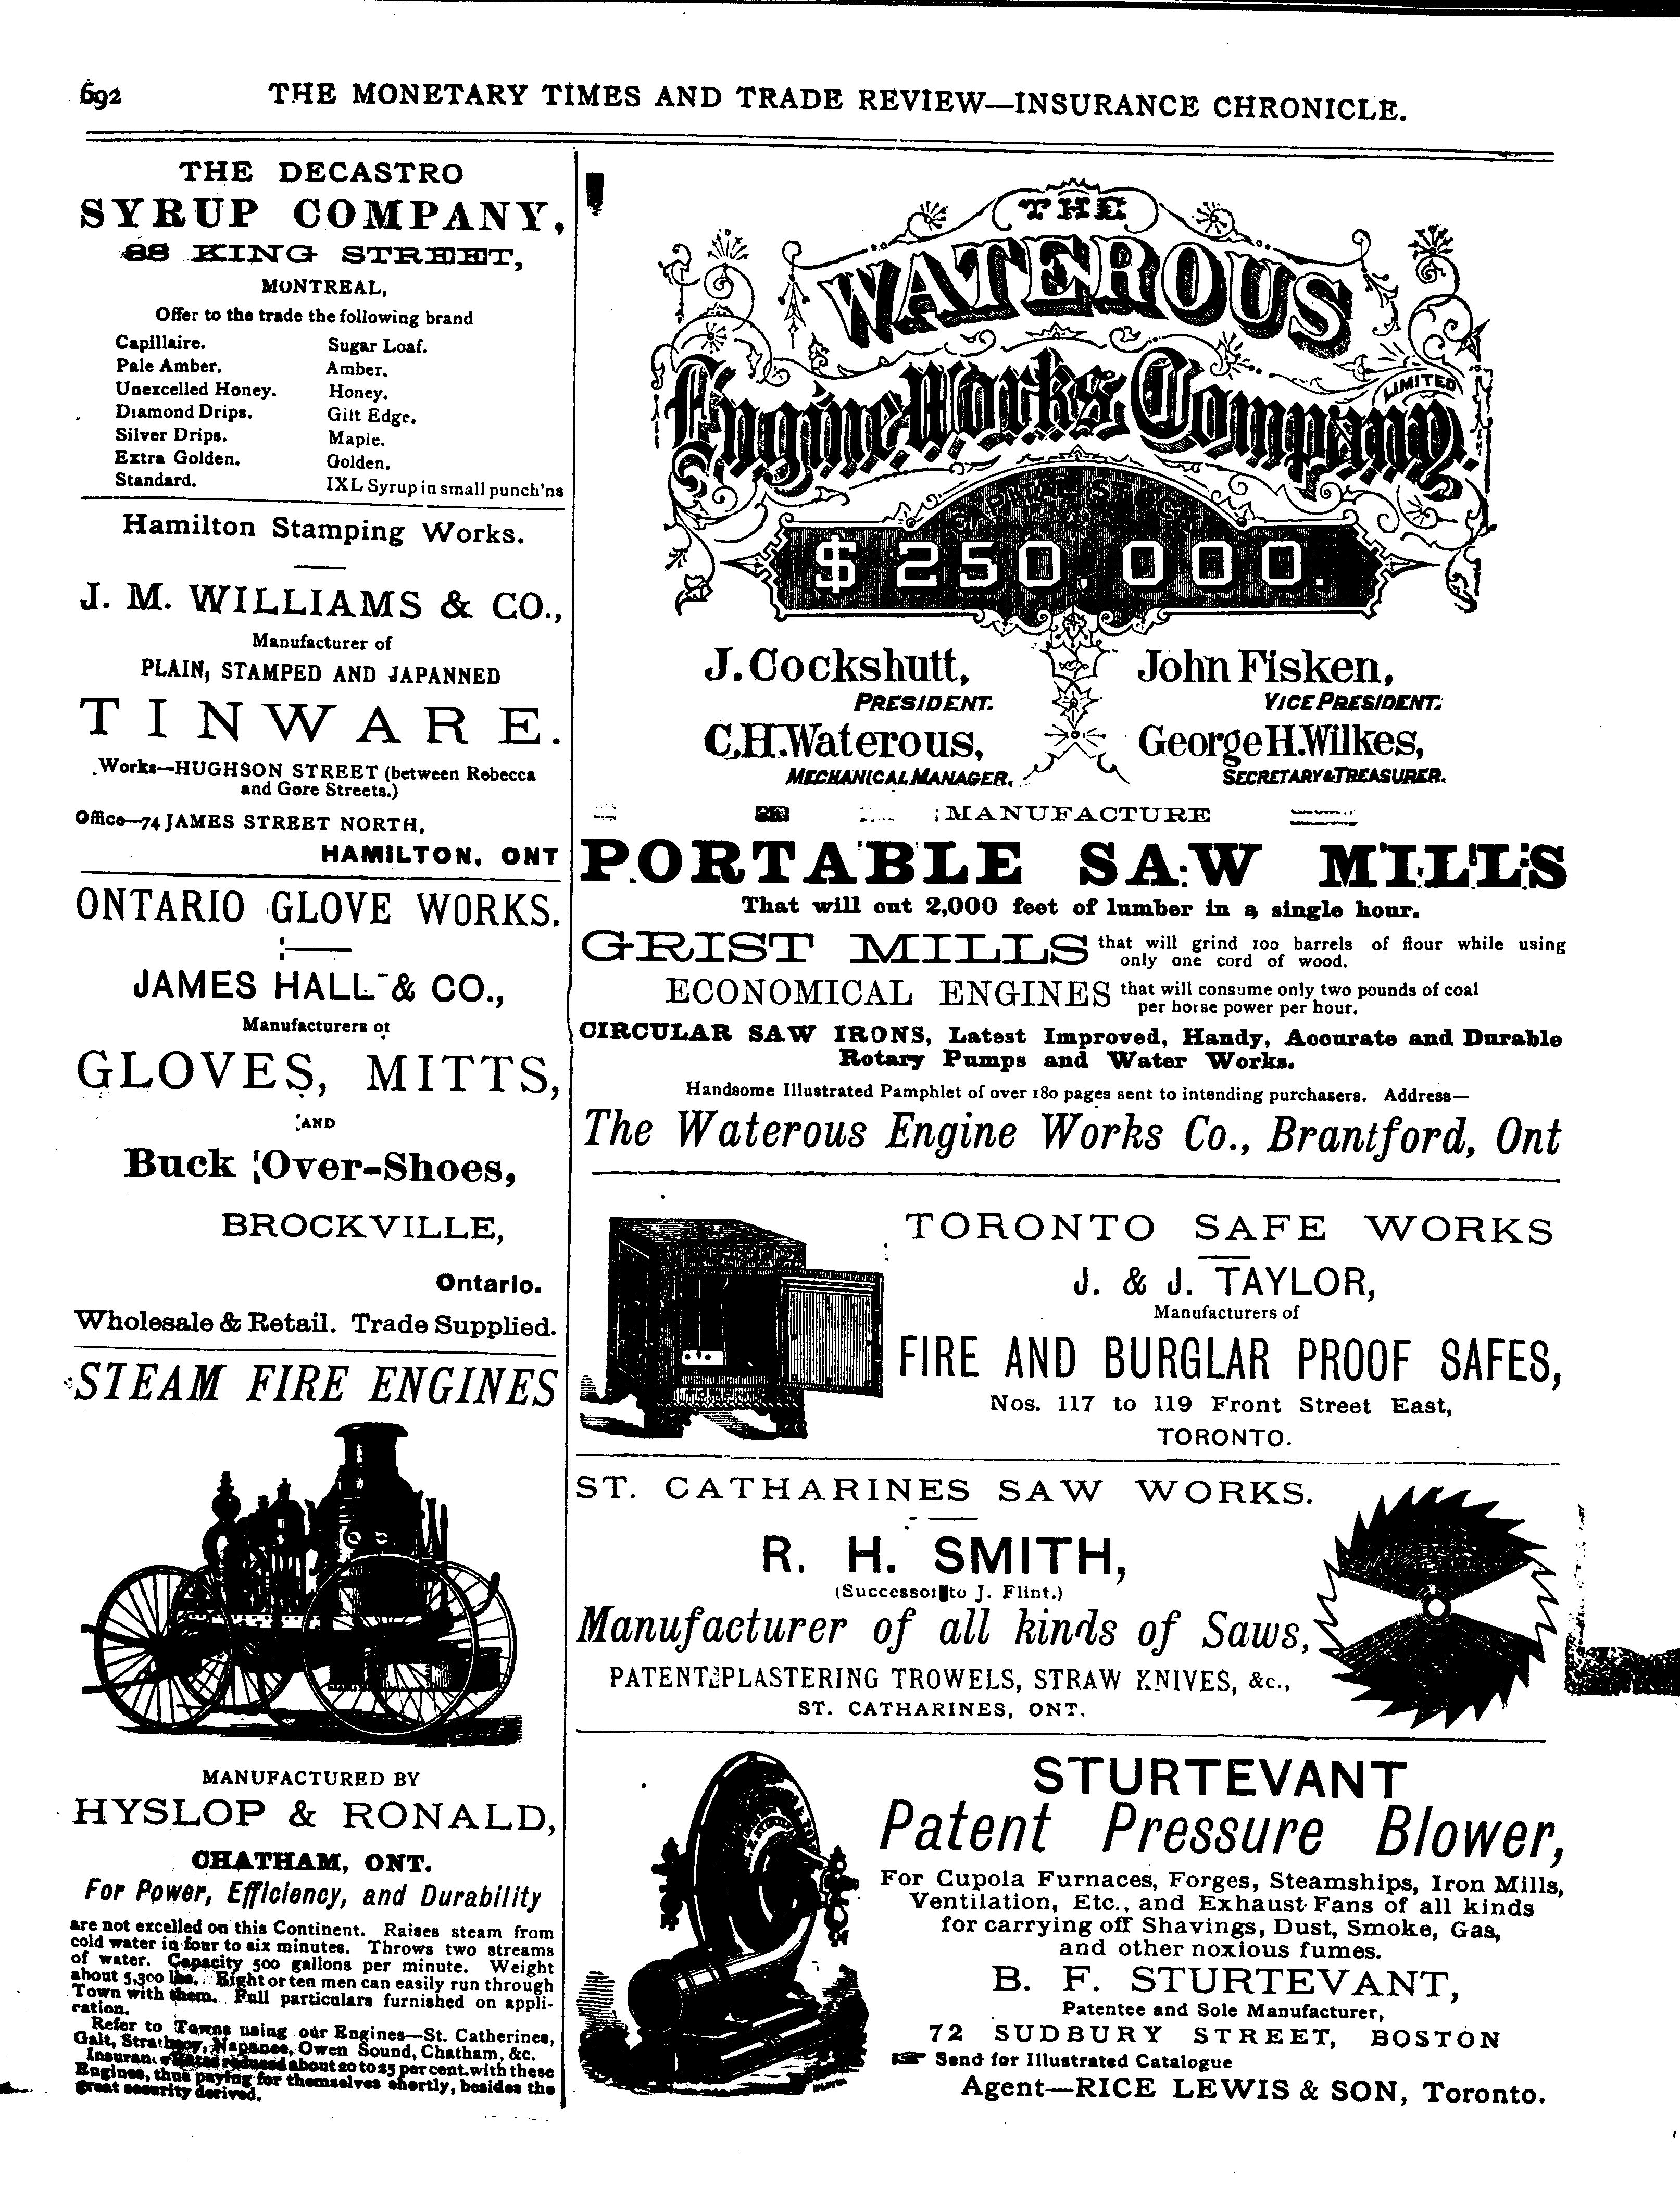 692 THE MONETARY TIMES AND TRADE REVIEW—INSURANCE CHRONICLE.
THE DECASTRO
SYRUP COMPANY,
88 KING STREET,
MONTREAL,
Offer to the trade the following brand
Capillaire. Sugar Loaf.
Pale Amber. Amber.
Unexcelled Honey. Honey.
Diamond Drips. Gilt Edge.
Silver Drips. Maple.
Extra Golden. Golden.
Standard. IXL Syrup in small punch'ns
Hamilton Stamping Works.
J. M. WILLIAMS & CO.,
Manufacturer of
PLAIN, STAMPED AND JAPANNED
TINWARE.
Works—HUGHSON STREET (between Rebecca
and Gore Streets.)
Office—74 JAMES STREET NORTH,
HAMILTON, ONT
ONTARIO GLOVE WORKS.
JAMES HALL & CO.,
Manufacturers of
GLOVES, MITTS,
AND
Buck Over-Shoes,
BROCKVILLE,
Ontario.
Wholesale & Retail. Trade Supplied.
STEAM FIRE ENGINES
MANUFACTURED BY
HYSLOP & RONALD,
CHATHAM, ONT.
For Power, Efficiency, and Durability
are not excelled on this Continent. Raises steam from
cold water in four to six minutes. Throws two streams
of water. Capacity 500 gallons per minute. Weight
about 5,300 lbs. Eight or ten men can easily run through
Town with them. Full particulars furnished on appli-
cation.
Refer to Towns using our Engines—St. Catherines,
Galt, Strathroy, Napanee, Owen Sound, Chatham, &c.
Insurance Rates reduced about 20 to 25 per cent. with these
Engines, thus paying for themselves shortly, besides the
great security derived.
THE
WATEROUS
Engine Works Company
LIMITED
CAPITAL STOCK
$250.000.
J. Cockshutt, John Fisken,
PRESIDENT. VICE PRESIDENT.
C.H. Waterous, George H. Wilkes,
MECHANICAL MANAGER. SECRETARY & TREASURER.
MANUFACTURE
PORTABLE SAW MILLS
That will cut 2,000 feet of lumber in a single hour.
GRIST MILLS that will grind 100 barrels of flour while using
only one cord of wood.
ECONOMICAL ENGINES that will consume only two pounds of coal
per horse power per hour.
CIRCULAR SAW IRONS, Latest Improved, Handy, Accurate and Durable
Rotary Pumps and Water Works.
Handsome Illustrated Pamphlet of over 180 pages sent to intending purchasers. Address—
The Waterous Engine Works Co., Brantford, Ont
TORONTO SAFE WORKS
J. & J. TAYLOR,
Manufacturers of
FIRE AND BURGLAR PROOF SAFES,
Nos. 117 to 119 Front Street East,
TORONTO.
ST. CATHARINES SAW WORKS.
R. H. SMITH,
(Successor to J. Flint.)
Manufacturer of all kinds of Saws,
PATENT PLASTERING TROWELS, STRAW KNIVES, &c.,
ST. CATHARINES, ONT.
STURTEVANT
Patent Pressure Blower,
For Cupola Furnaces, Forges, Steamships, Iron Mills,
Ventilation, Etc., and Exhaust Fans of all kinds
for carrying off Shavings, Dust, Smoke, Gas,
and other noxious fumes.
B. F. STURTEVANT,
Patentee and Sole Manufacturer,
72 SUDBURY STREET, BOSTON
Send for Illustrated Catalogue
Agent—RICE LEWIS & SON, Toronto.